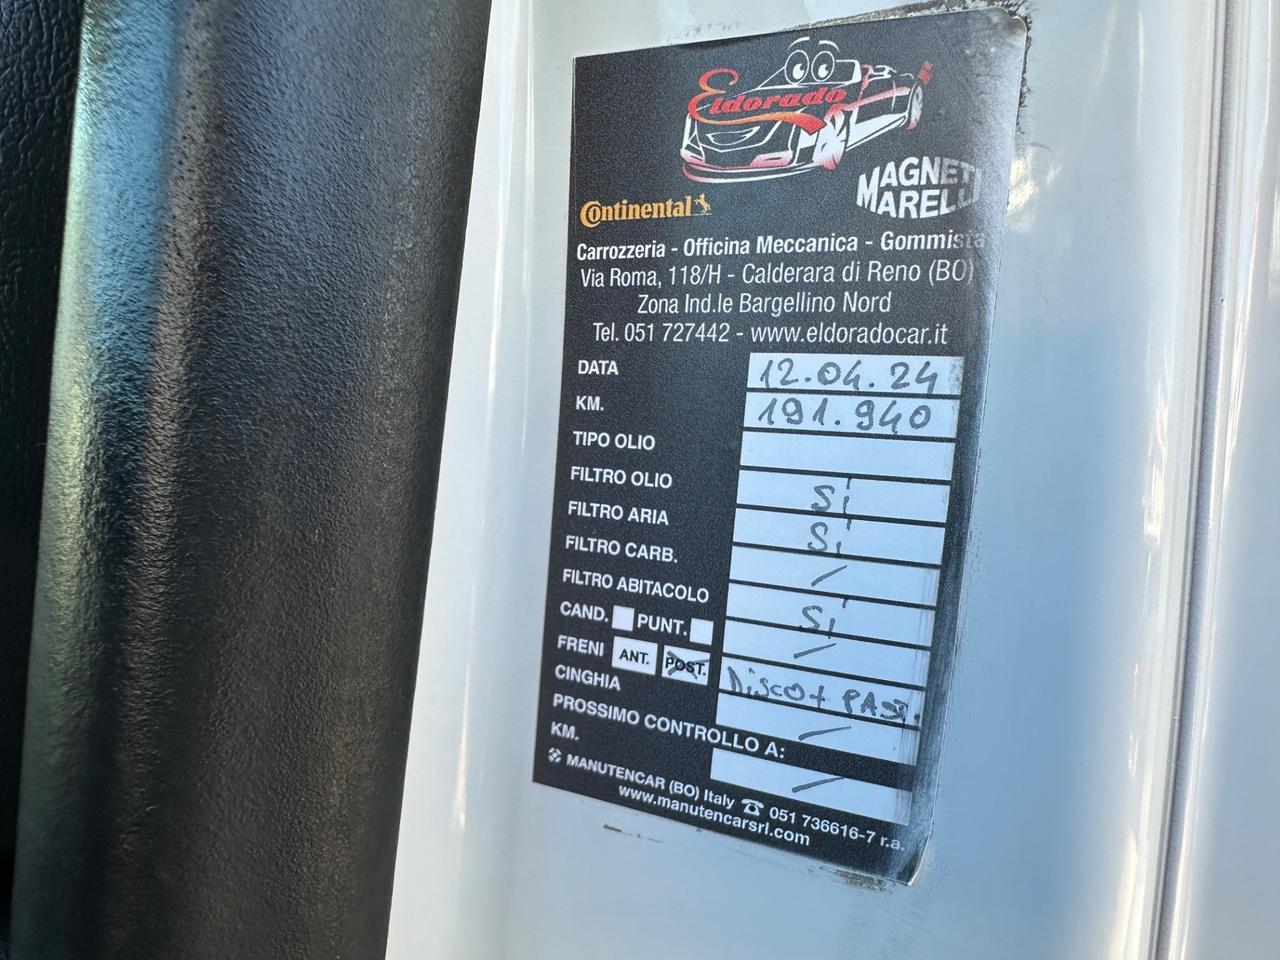 Eldorado
MAGNETI
MARELLI
Continental
Carrozzeria - Officina Meccanica - Gommista
Via Roma, 118/H - Calderara di Reno (BO)
Zona Ind.le Bargellino Nord
Tel. 051 727442 - www.eldoradocar.it
DATA 12.04.24
KM. 191.940
TIPO OLIO
FILTRO OLIO Si
FILTRO ARIA Si
FILTRO CARB. /
FILTRO ABITACOLO Si
CAND. PUNT. /
FRENI ANT. POST. DISCO+PAST.
CINGHIA /
PROSSIMO CONTROLLO A:
KM. /
MANUTENCAR (BO) Italy ☎ 051 736616-7 r.a.
www.manutencarsrl.com